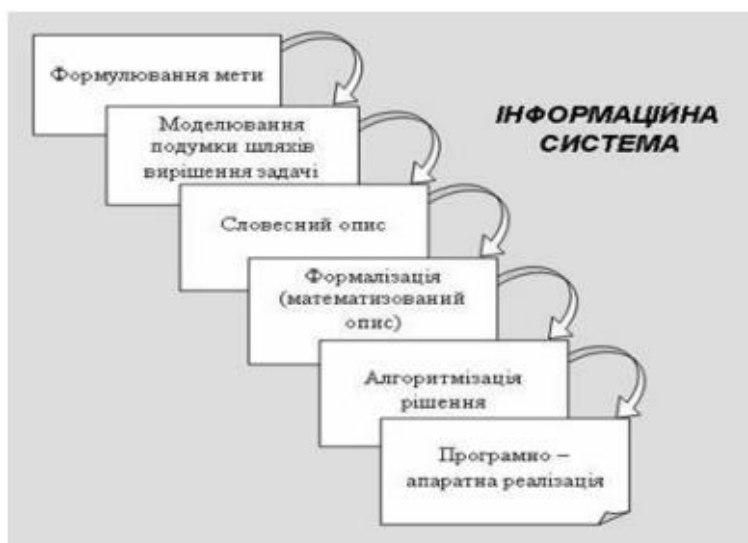 Формулювання мети
Моделювання
подумки шляхів
вирішення задачі
ІНФОРМАЦІЙНА
СИСТЕМА
Словесний опис
Формалізація
(математизований
опис)
Алгоритмізація
рішення
Програмно –
апаратна реалізація